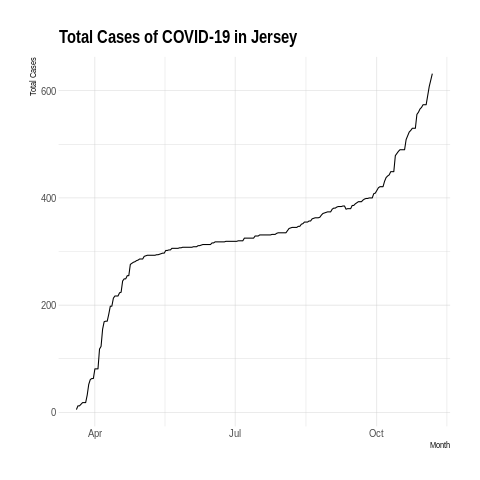 Total Cases of COVID-19 in Jersey
Total Cases
600
400
200
0
Apr
Jul
Oct
Month